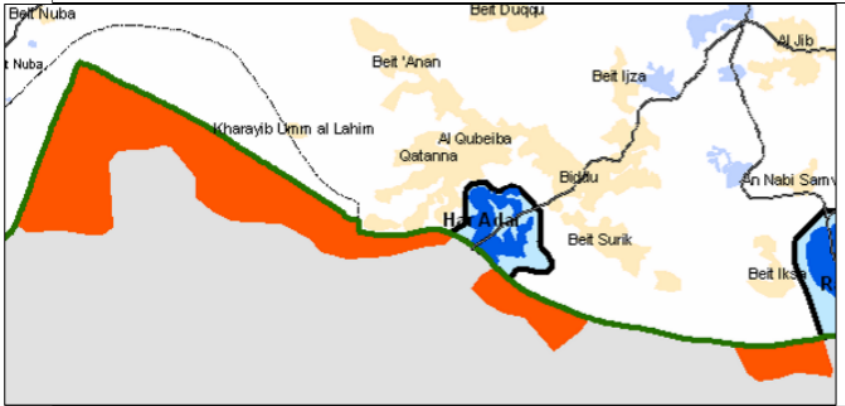 Beit Duqqu
Beit Nuba
Al Jib
Beit 'Anan
t Nuba
Beit Ijza
Kharayib Umm al Lahim
Al Qubeiba
Qatanna
Biddu
An Nabi Samv
Har Adar
Beit Surik
Beit Iksa
R